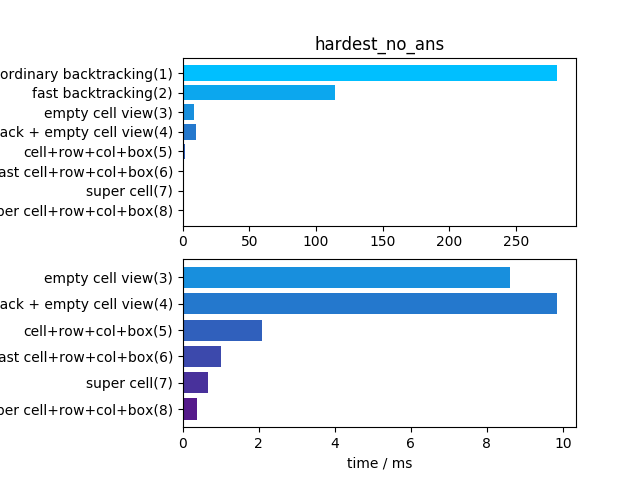 hardest_no_ans
ordinary backtracking(1)
fast backtracking(2)
empty cell view(3)
ack + empty cell view(4)
cell+row+col+box(5)
ast cell+row+col+box(6)
super cell(7)
per cell+row+col+box(8)
0 50 100 150 200 250
empty cell view(3)
ack + empty cell view(4)
cell+row+col+box(5)
ast cell+row+col+box(6)
super cell(7)
per cell+row+col+box(8)
0 2 4 6 8 10
time / ms